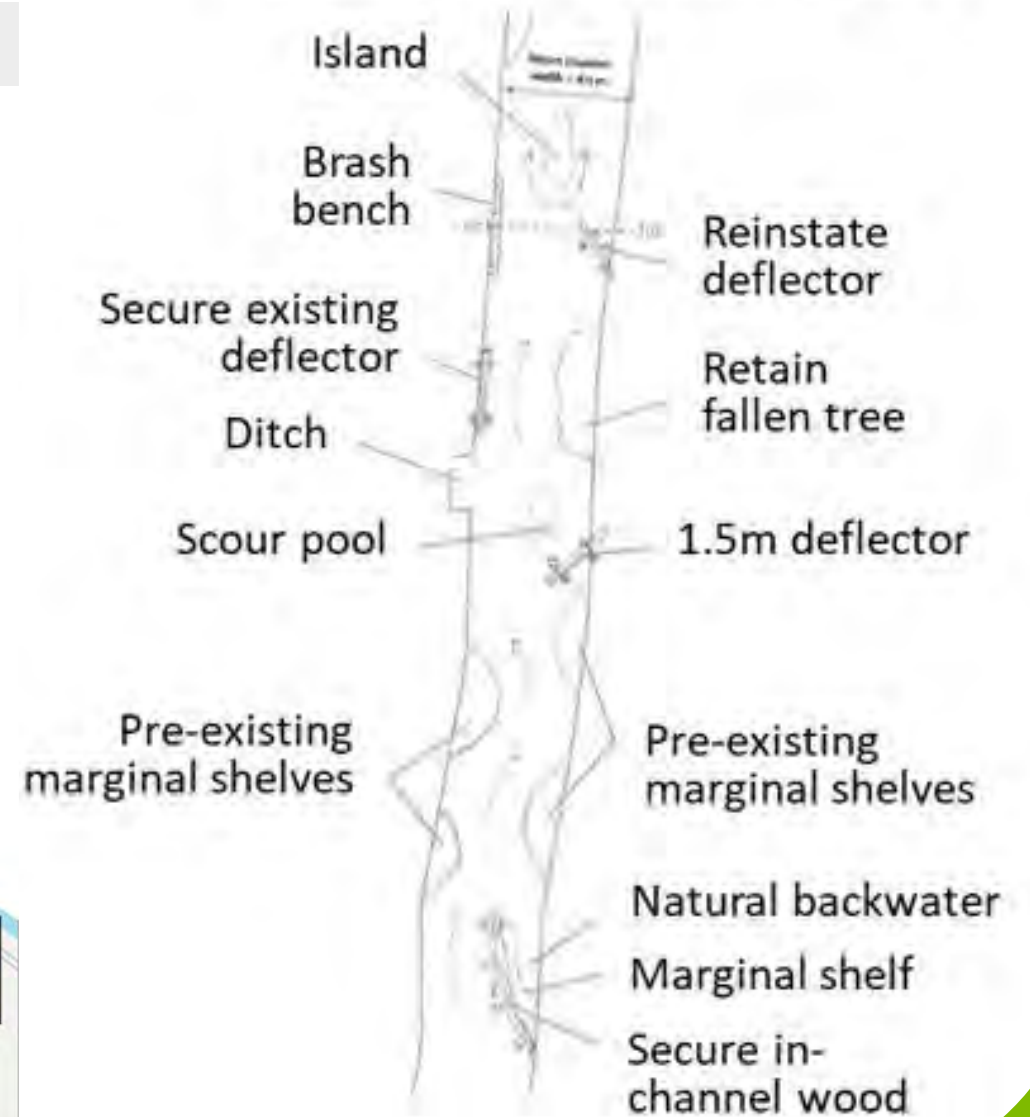 Island
Brash
bench
Reinstate
deflector
Secure existing
deflector
Retain
fallen tree
Ditch
Scour pool
1.5m deflector
Pre-existing
marginal shelves
Pre-existing
marginal shelves
Natural backwater
Marginal shelf
Secure in-
channel wood